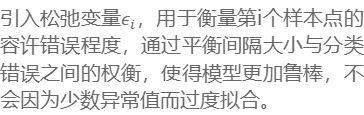 引入松弛变量ϵᵢ，用于衡量第i个样本点的
容许错误程度，通过平衡间隔大小与分类
错误之间的权衡，使得模型更加鲁棒，不
会因为少数异常值而过度拟合。